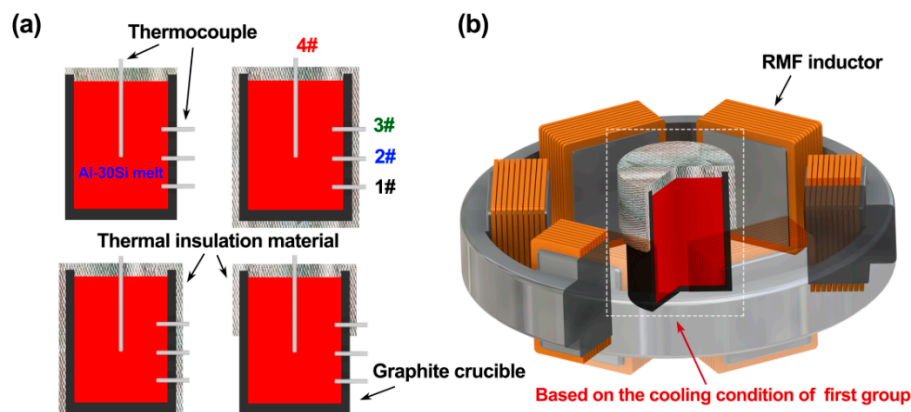 (a)
Thermocouple
4#
3#
2#
1#
Al-30Si melt
Thermal insulation material
Graphite crucible
(b)
RMF inductor
Based on the cooling condition of first group